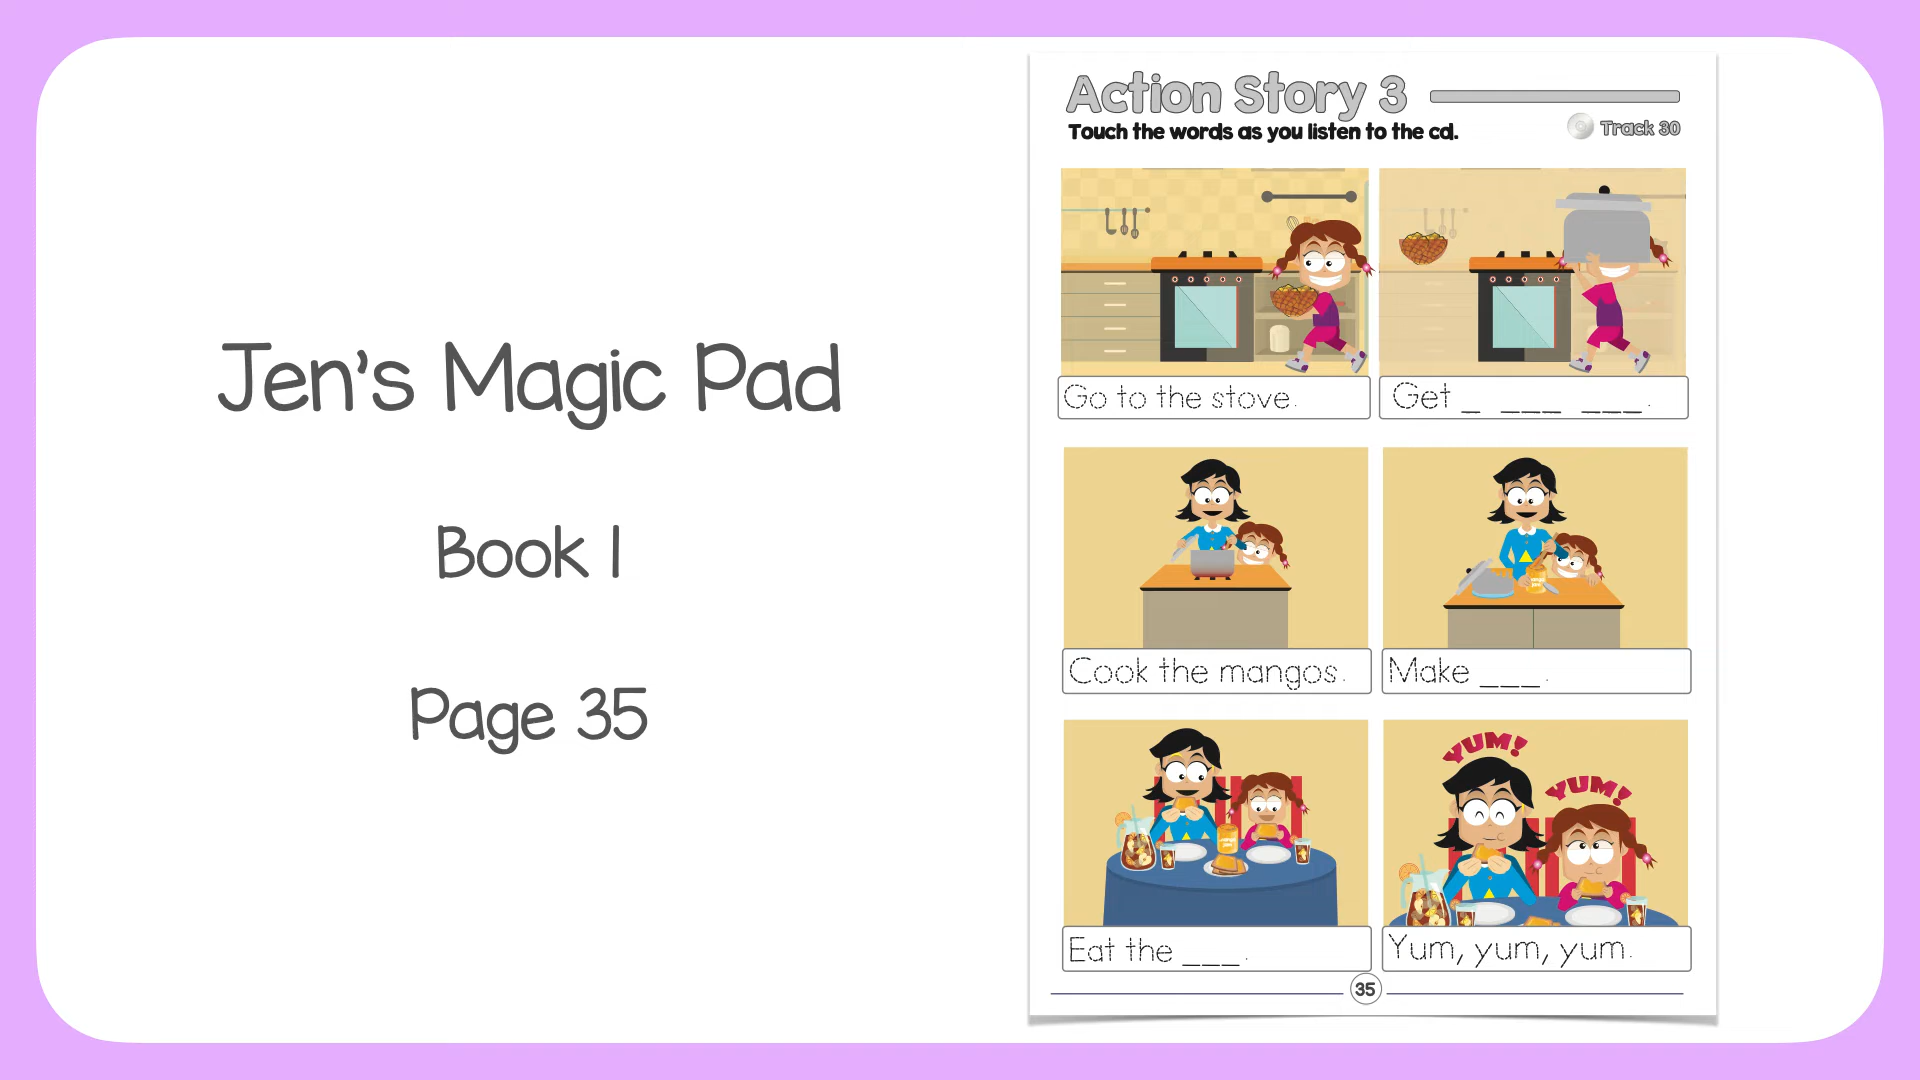 Jen's Magic Pad
Book 1
Page 35
Action Story 3
Touch the words as you listen to the cd.
Track 30
Go to the stove.
Get _ ___ ___.
Cook the mangos.
Make ___.
Eat the ___.
YUM!
YUM!
Yum, yum, yum.
35